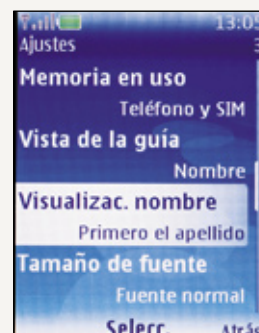 13:05
Ajustes
Memoria en uso
Teléfono y SIM
Vista de la guía
Nombre
Visualizac. nombre
Primero el apellido
Tamaño de fuente
Fuente normal
Selecc. Atrás